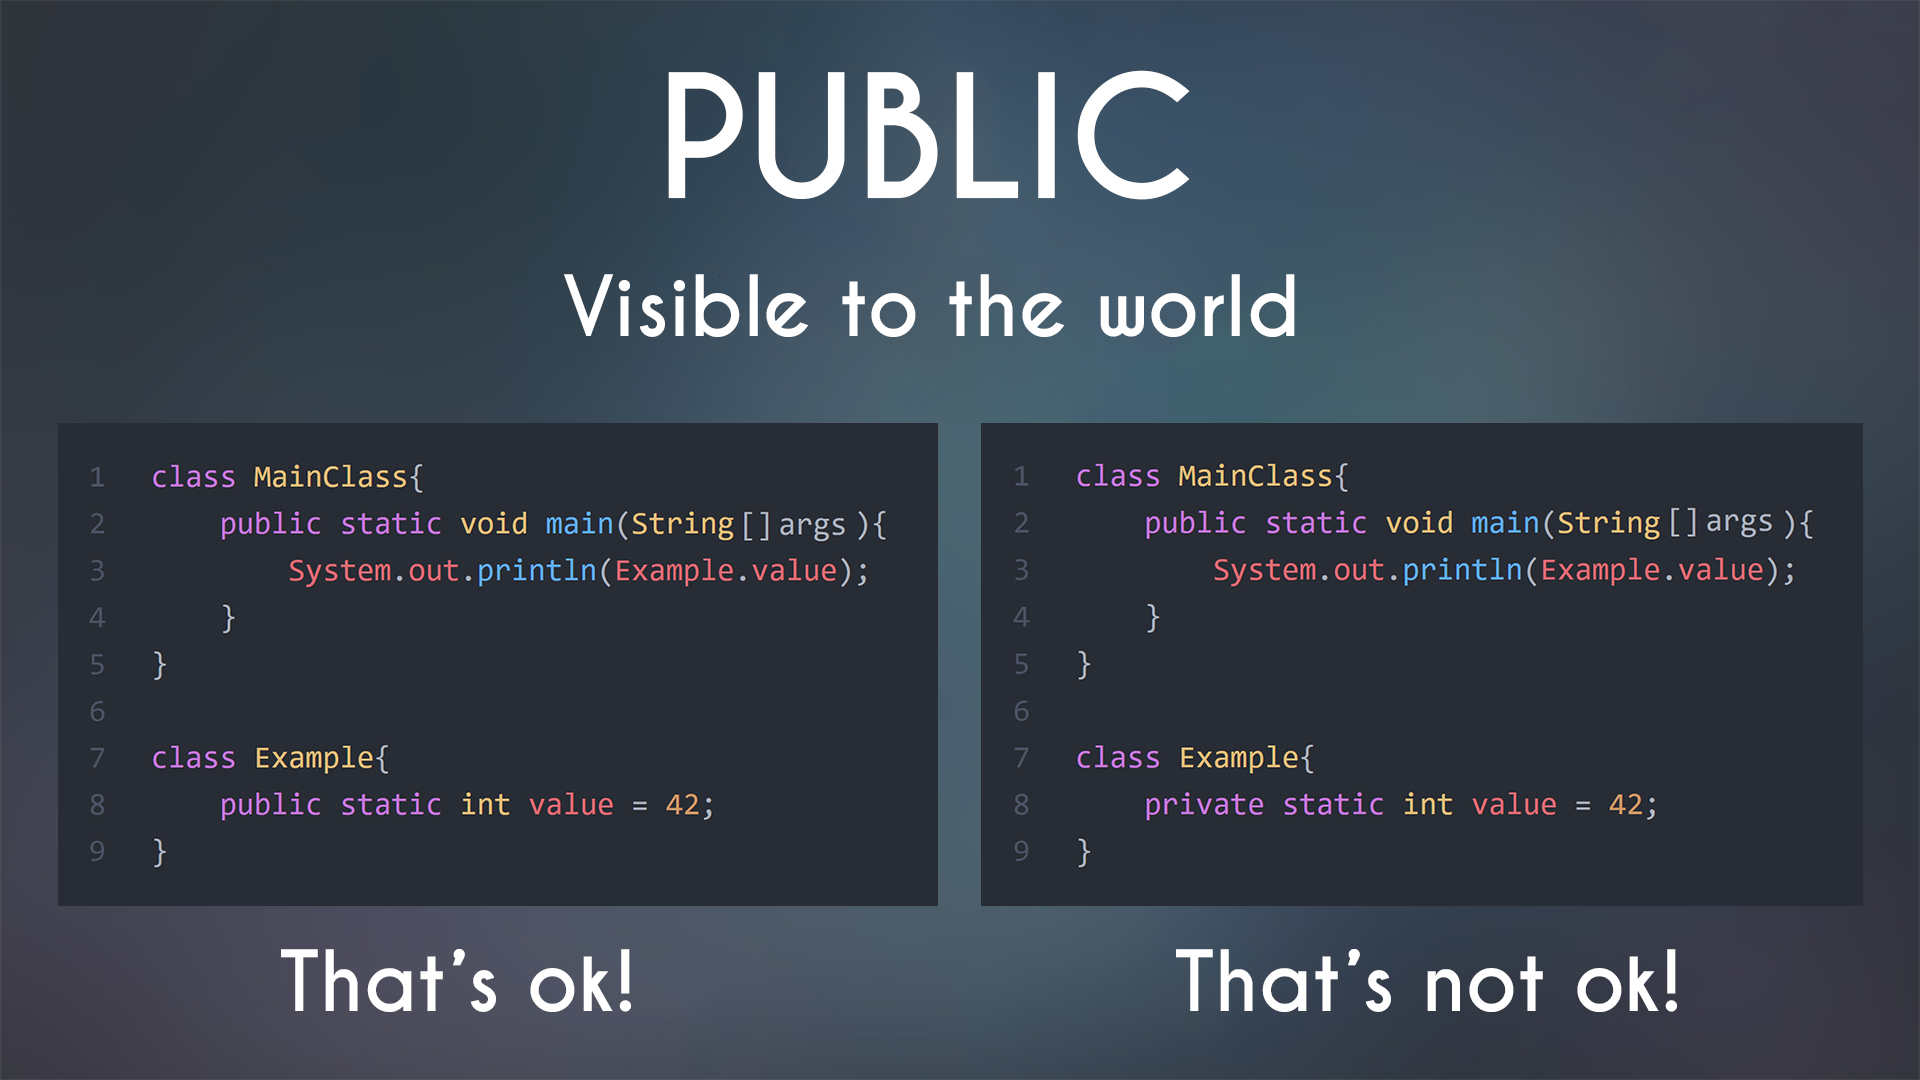 PUBLIC
Visible to the world
1 class MainClass{
2 public static void main(String[]args ){
3 System.out.println(Example.value);
4 }
5 }
6
7 class Example{
8 public static int value = 42;
9 }
That's ok!
1 class MainClass{
2 public static void main(String[]args ){
3 System.out.println(Example.value);
4 }
5 }
6
7 class Example{
8 private static int value = 42;
9 }
That's not ok!